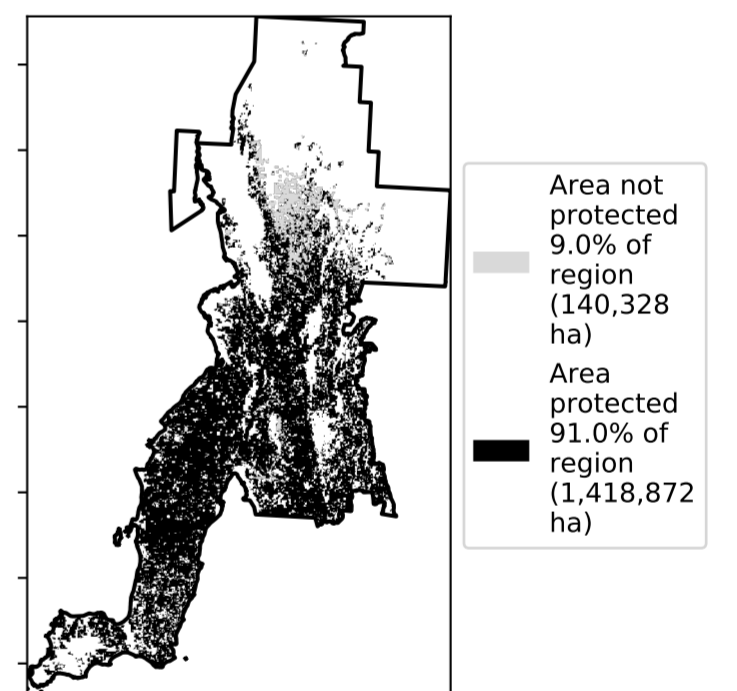 Area not
protected
9.0% of
region
(140,328
ha)
Area
protected
91.0% of
region
(1,418,872
ha)